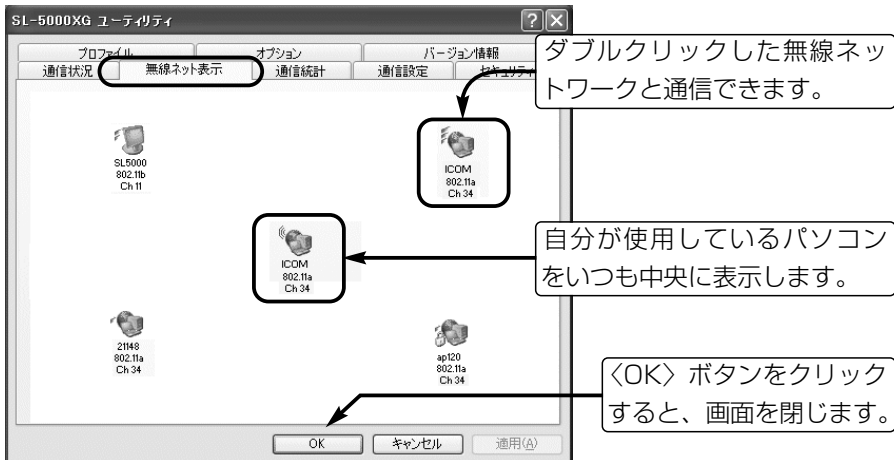 SL-5000XG ユーティリティ
プロファイル
オプション
バージョン情報
通信状況
無線ネット表示
通信統計
通信設定
セキュリティ
ダブルクリックした無線ネッ
トワークと通信できます。
SL5000
802.11b
Ch 11
ICOM
802.11a
Ch 34
ICOM
802.11a
Ch 34
自分が使用しているパソコン
をいつも中央に表示します。
21148
802.11a
Ch 34
ap120
802.11a
Ch 34
〈OK〉ボタンをクリック
すると、画面を閉じます。
OK
キャンセル
適用(A)